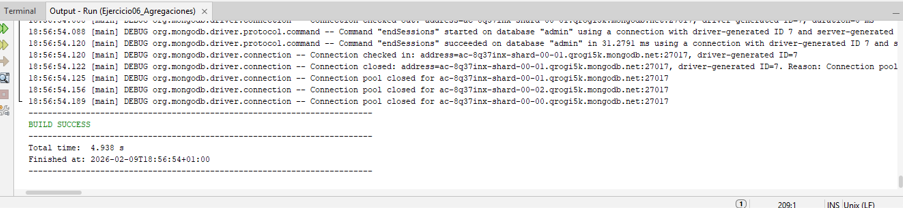 Terminal Output - Run (Ejercicio06_Agregaciones) ×
18:56:54.088 [main] DEBUG org.mongodb.driver.protocol.command -- Command "endSessions" started on database "admin" using a connection with driver-generated ID 7 and server-generated
18:56:54.120 [main] DEBUG org.mongodb.driver.protocol.command -- Command "endSessions" succeeded on database "admin" in 31.2791 ms using a connection with driver-generated ID 7 and s
18:56:54.120 [main] DEBUG org.mongodb.driver.connection -- Connection checked in: address=ac-8q37inx-shard-00-01.qrogi5k.mongodb.net:27017, driver-generated ID=7
18:56:54.122 [main] DEBUG org.mongodb.driver.connection -- Connection closed: address=ac-8q37inx-shard-00-01.qrogi5k.mongodb.net:27017, driver-generated ID=7. Reason: Connection pool
18:56:54.125 [main] DEBUG org.mongodb.driver.connection -- Connection pool closed for ac-8q37inx-shard-00-01.qrogi5k.mongodb.net:27017
18:56:54.156 [main] DEBUG org.mongodb.driver.connection -- Connection pool closed for ac-8q37inx-shard-00-02.qrogi5k.mongodb.net:27017
18:56:54.189 [main] DEBUG org.mongodb.driver.connection -- Connection pool closed for ac-8q37inx-shard-00-00.qrogi5k.mongodb.net:27017
------------------------------------------------------------------------
BUILD SUCCESS
------------------------------------------------------------------------
Total time:  4.938 s
Finished at: 2026-02-09T18:56:54+01:00
------------------------------------------------------------------------
1 209:1 INS Unix (LF)